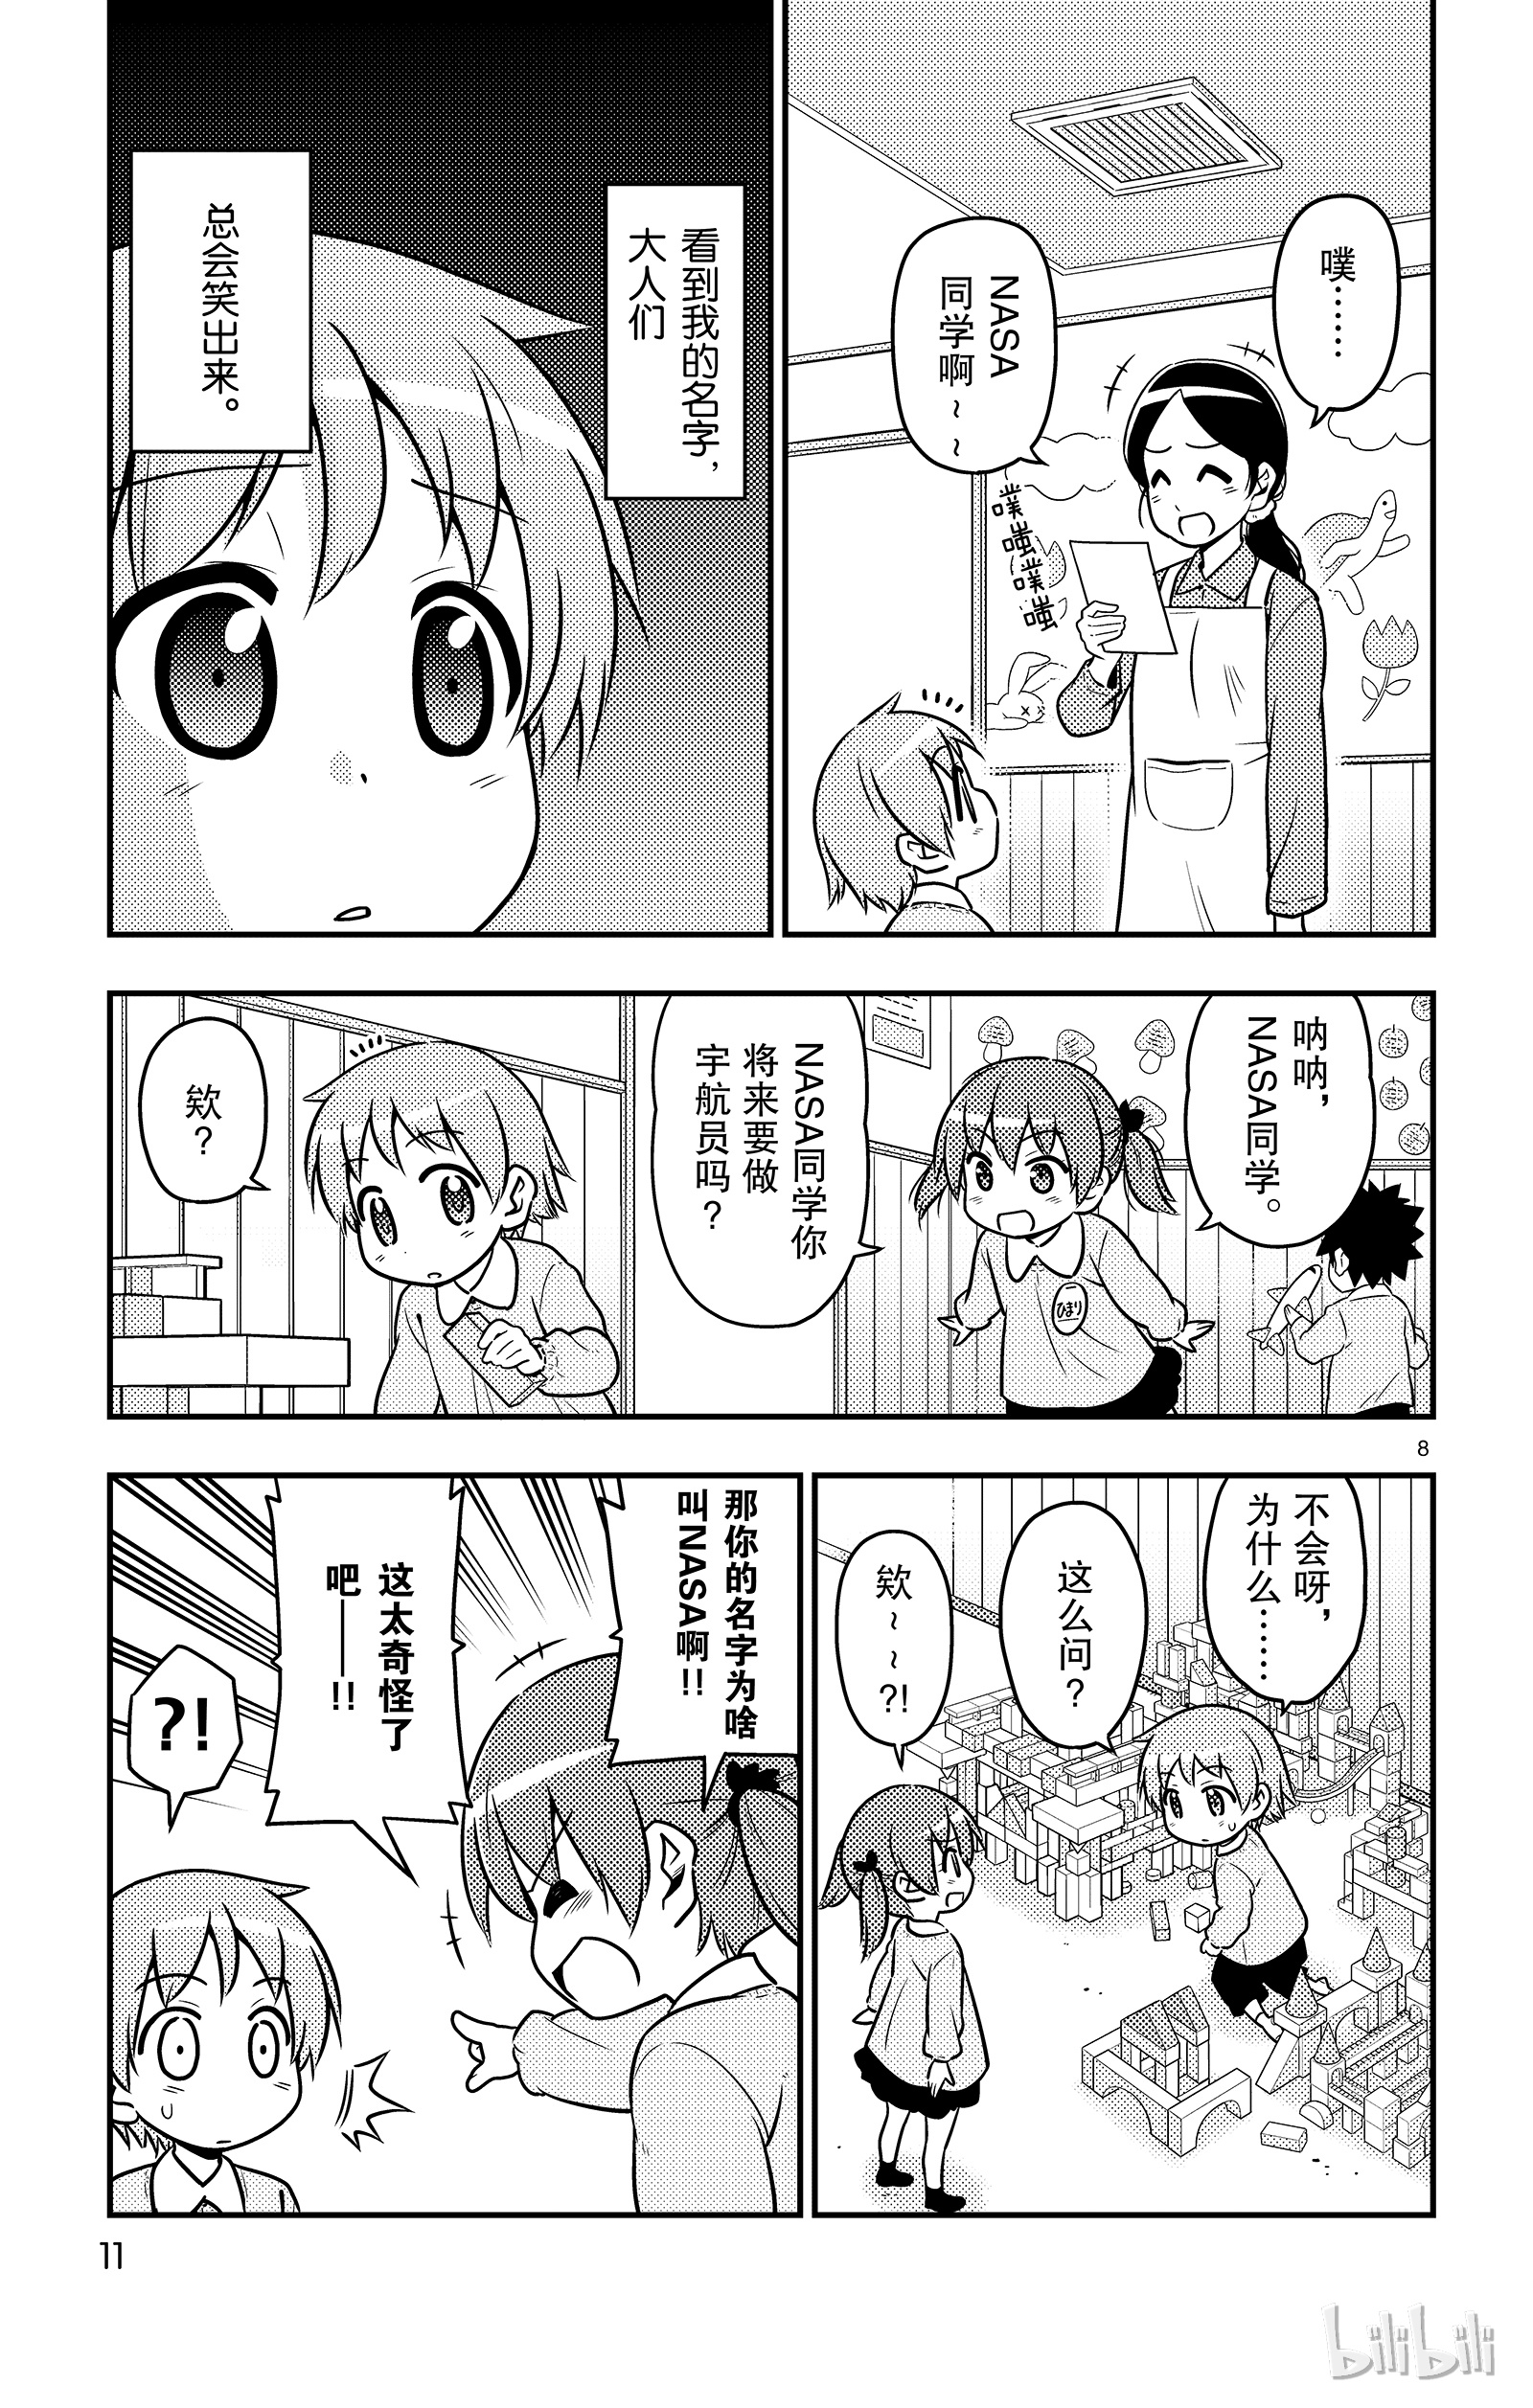 噗……
NASA
同学啊~~
噗嗤噗嗤
看到我的名字，
大人们
总会笑出来。
呐呐，
NASA同学。
ひまり
NASA同学你
将来要做
宇航员吗？
欸？
8
不会呀，
为什么……
这么问？
欸~~?!
那你的名字为啥
叫NASA啊!!
这太奇怪了
吧——!!
?!
11
bilibili